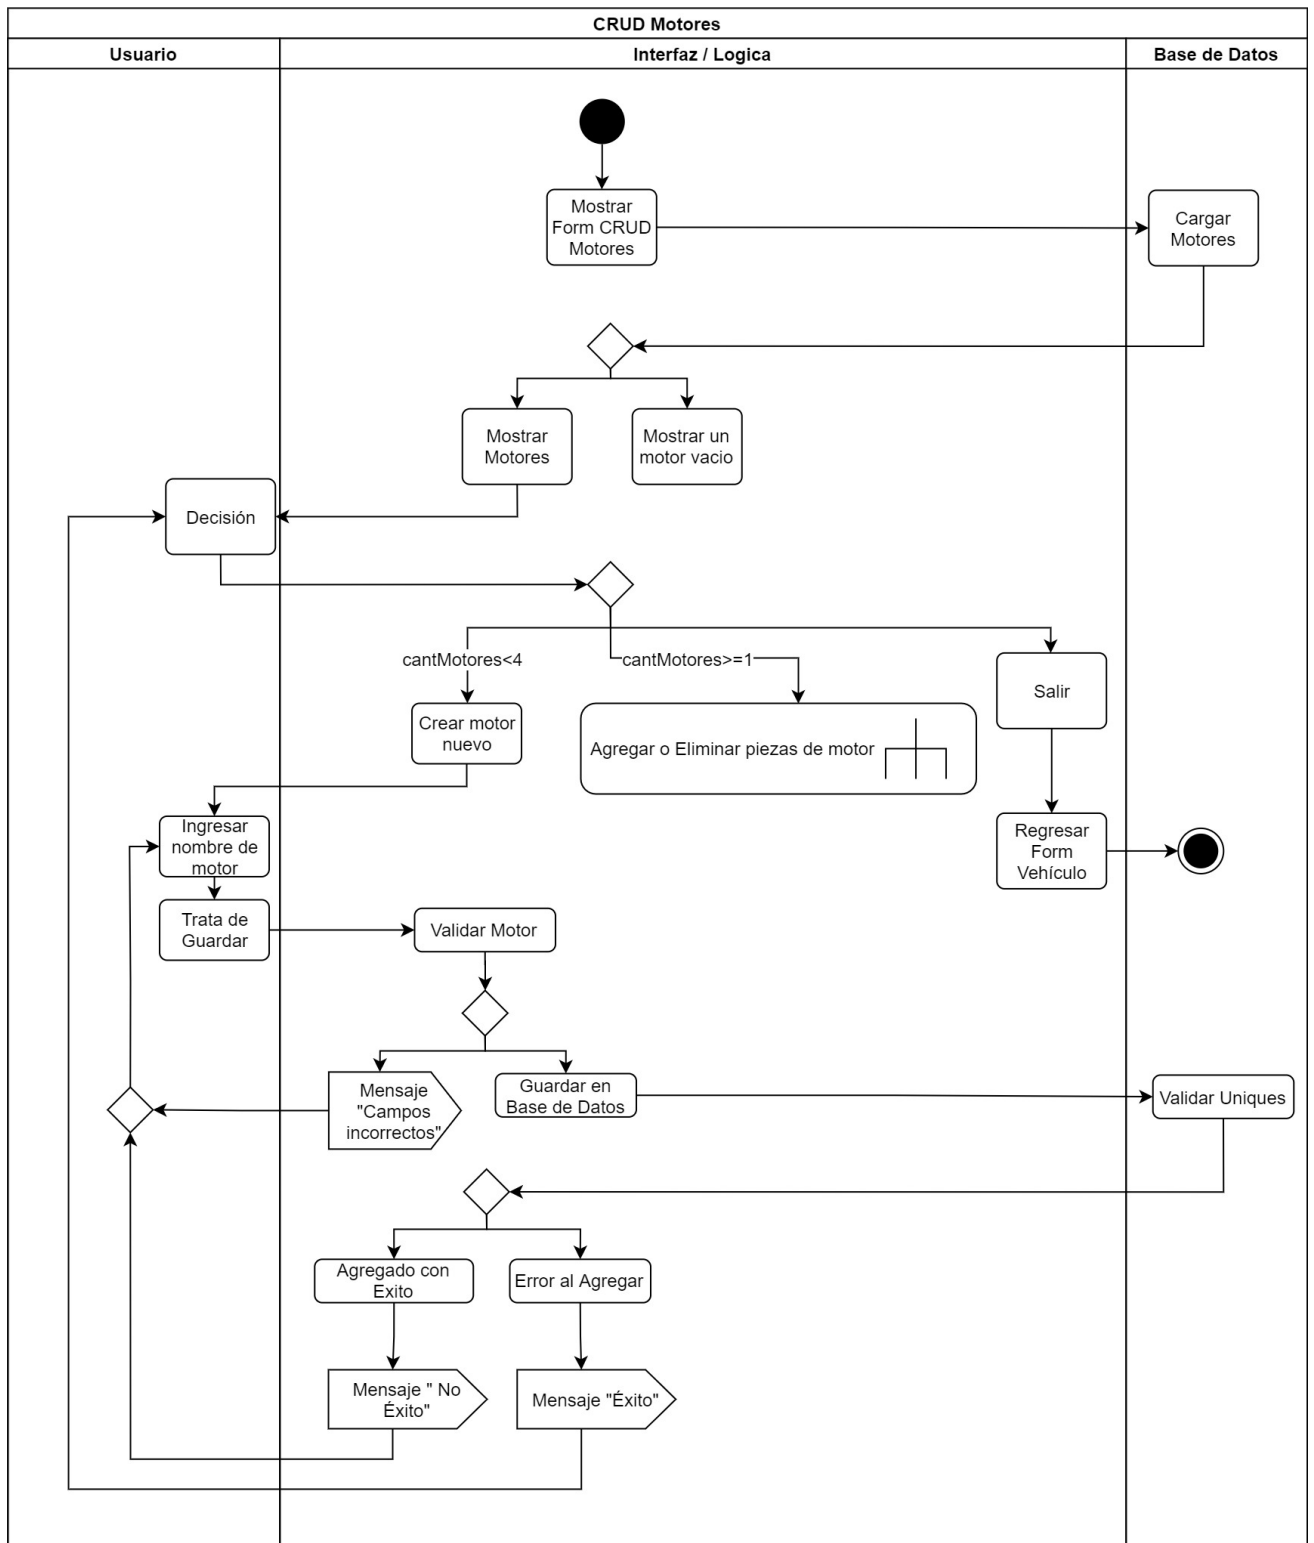 CRUD Motores
Usuario
Interfaz / Logica
Base de Datos
Mostrar
Form CRUD
Motores
Cargar
Motores
Mostrar
Motores
Mostrar un
motor vacio
Decisión
cantMotores<4
cantMotores>=1
Salir
Crear motor
nuevo
Agregar o Eliminar piezas de motor
Ingresar
nombre de
motor
Regresar
Form
Vehículo
Trata de
Guardar
Validar Motor
Mensaje
"Campos
incorrectos"
Guardar en
Base de Datos
Validar Uniques
Agregado con
Exito
Error al Agregar
Mensaje " No
Éxito"
Mensaje "Éxito"